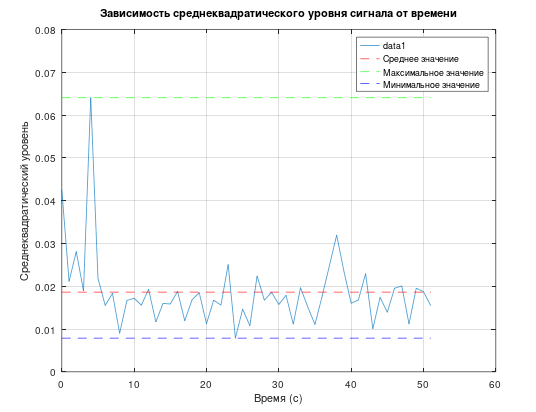 Зависимость среднеквадратического уровня сигнала от времени
0.08
0.07
0.06
0.05
0.04
0.03
0.02
0.01
0
Среднеквадратический уровень
data1
Среднее значение
Максимальное значение
Минимальное значение
0 10 20 30 40 50 60
Время (с)